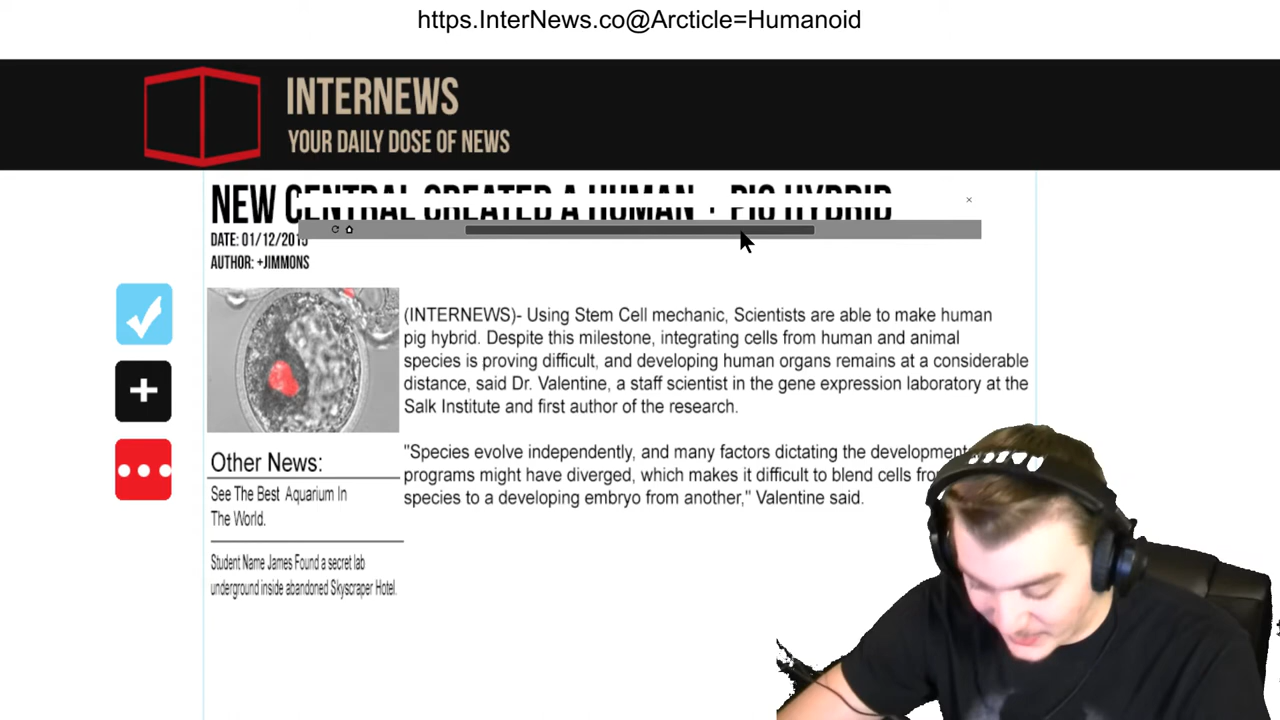 https.InterNews.co@Arcticle=Humanoid
INTERNEWS
YOUR DAILY DOSE OF NEWS
NEW CENTRAL CREATED A HUMAN + PIG HYBRID
DATE: 01/12/2015
AUTHOR: +JIMMONS
(INTERNEWS)- Using Stem Cell mechanic, Scientists are able to make human
pig hybrid. Despite this milestone, integrating cells from human and animal
species is proving difficult, and developing human organs remains at a considerable
distance, said Dr. Valentine, a staff scientist in the gene expression laboratory at the
Salk Institute and first author of the research.
"Species evolve independently, and many factors dictating the development
programs might have diverged, which makes it difficult to blend cells
species to a developing embryo from another," Valentine said.
Other News:
See The Best Aquarium In
The World.
Student Name James Found a secret lab
underground inside abandoned Skyscraper Hotel.